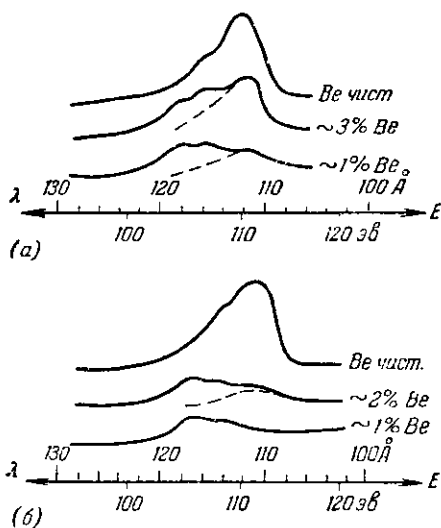 Be чист
~3% Be
~1% Be
130 120 110 100 Å
λ E
100 110 120 эв
(а)
Be чист.
~2% Be
~1% Be
130 120 110 100 Å
λ E
100 110 120 эв
(б)